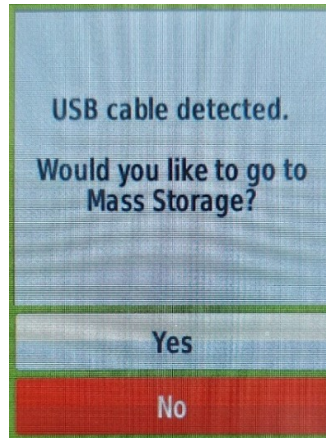 USB cable detected.
Would you like to go to
Mass Storage?
Yes
No